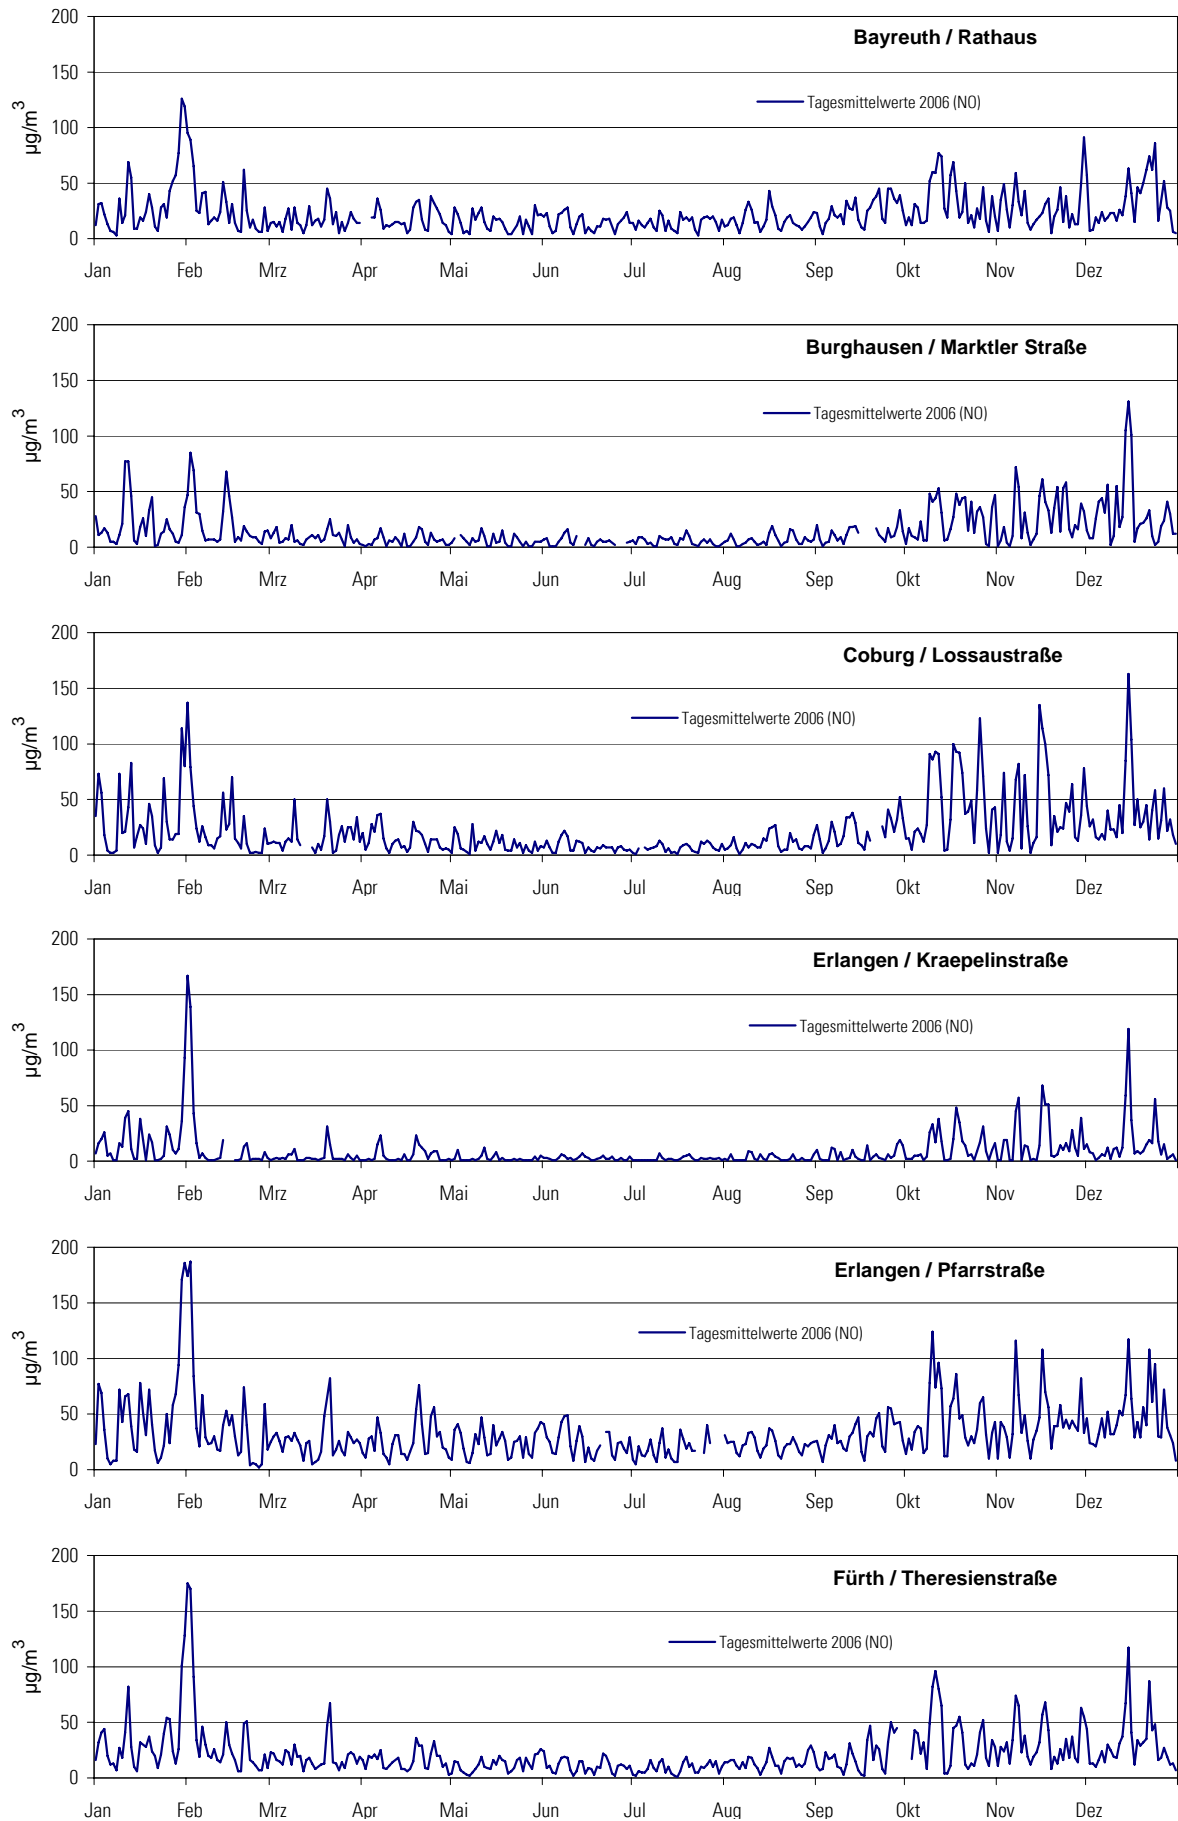 200
Bayreuth / Rathaus
150
Tagesmittelwerte 2006 (NO)
100
50
0
µg/m³
Jan Feb Mrz Apr Mai Jun Jul Aug Sep Okt Nov Dez
200
Burghausen / Marktler Straße
150
Tagesmittelwerte 2006 (NO)
100
50
0
µg/m³
Jan Feb Mrz Apr Mai Jun Jul Aug Sep Okt Nov Dez
200
Coburg / Lossaustraße
150
Tagesmittelwerte 2006 (NO)
100
50
0
µg/m³
Jan Feb Mrz Apr Mai Jun Jul Aug Sep Okt Nov Dez
200
Erlangen / Kraepelinstraße
150
Tagesmittelwerte 2006 (NO)
100
50
0
µg/m³
Jan Feb Mrz Apr Mai Jun Jul Aug Sep Okt Nov Dez
200
Erlangen / Pfarrstraße
150
Tagesmittelwerte 2006 (NO)
100
50
0
µg/m³
Jan Feb Mrz Apr Mai Jun Jul Aug Sep Okt Nov Dez
200
Fürth / Theresienstraße
150
Tagesmittelwerte 2006 (NO)
100
50
0
µg/m³
Jan Feb Mrz Apr Mai Jun Jul Aug Sep Okt Nov Dez